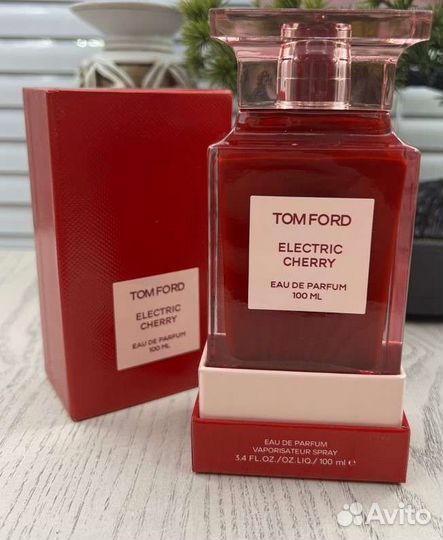 TOM FORD
ELECTRIC
CHERRY
EAU DE PARFUM
100 ML
TOM FORD
ELECTRIC
CHERRY
EAU DE PARFUM
100 ML
EAU DE PARFUM
VAPORISATEUR SPRAY
3.4 FL.OZ./OZ.LIQ./ 100 ml e
Avito